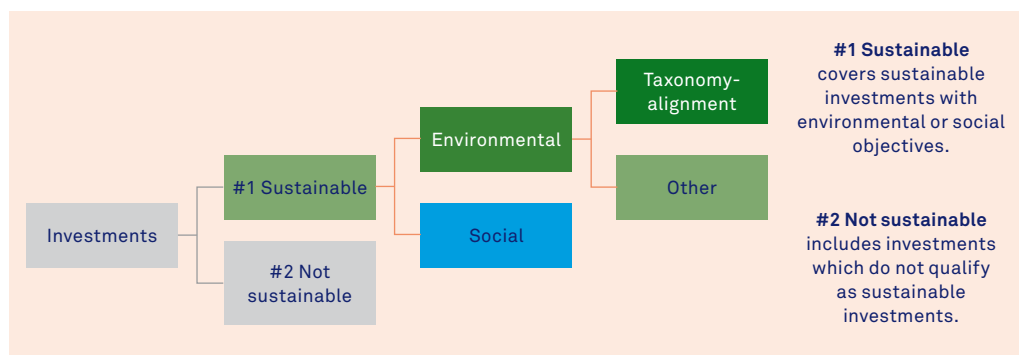 Investments
#1 Sustainable
#2 Not
sustainable
Environmental
Social
Taxonomy-
alignment
Other
#1 Sustainable
covers sustainable
investments with
environmental or social
objectives.
#2 Not sustainable
includes investments
which do not qualify
as sustainable
investments.